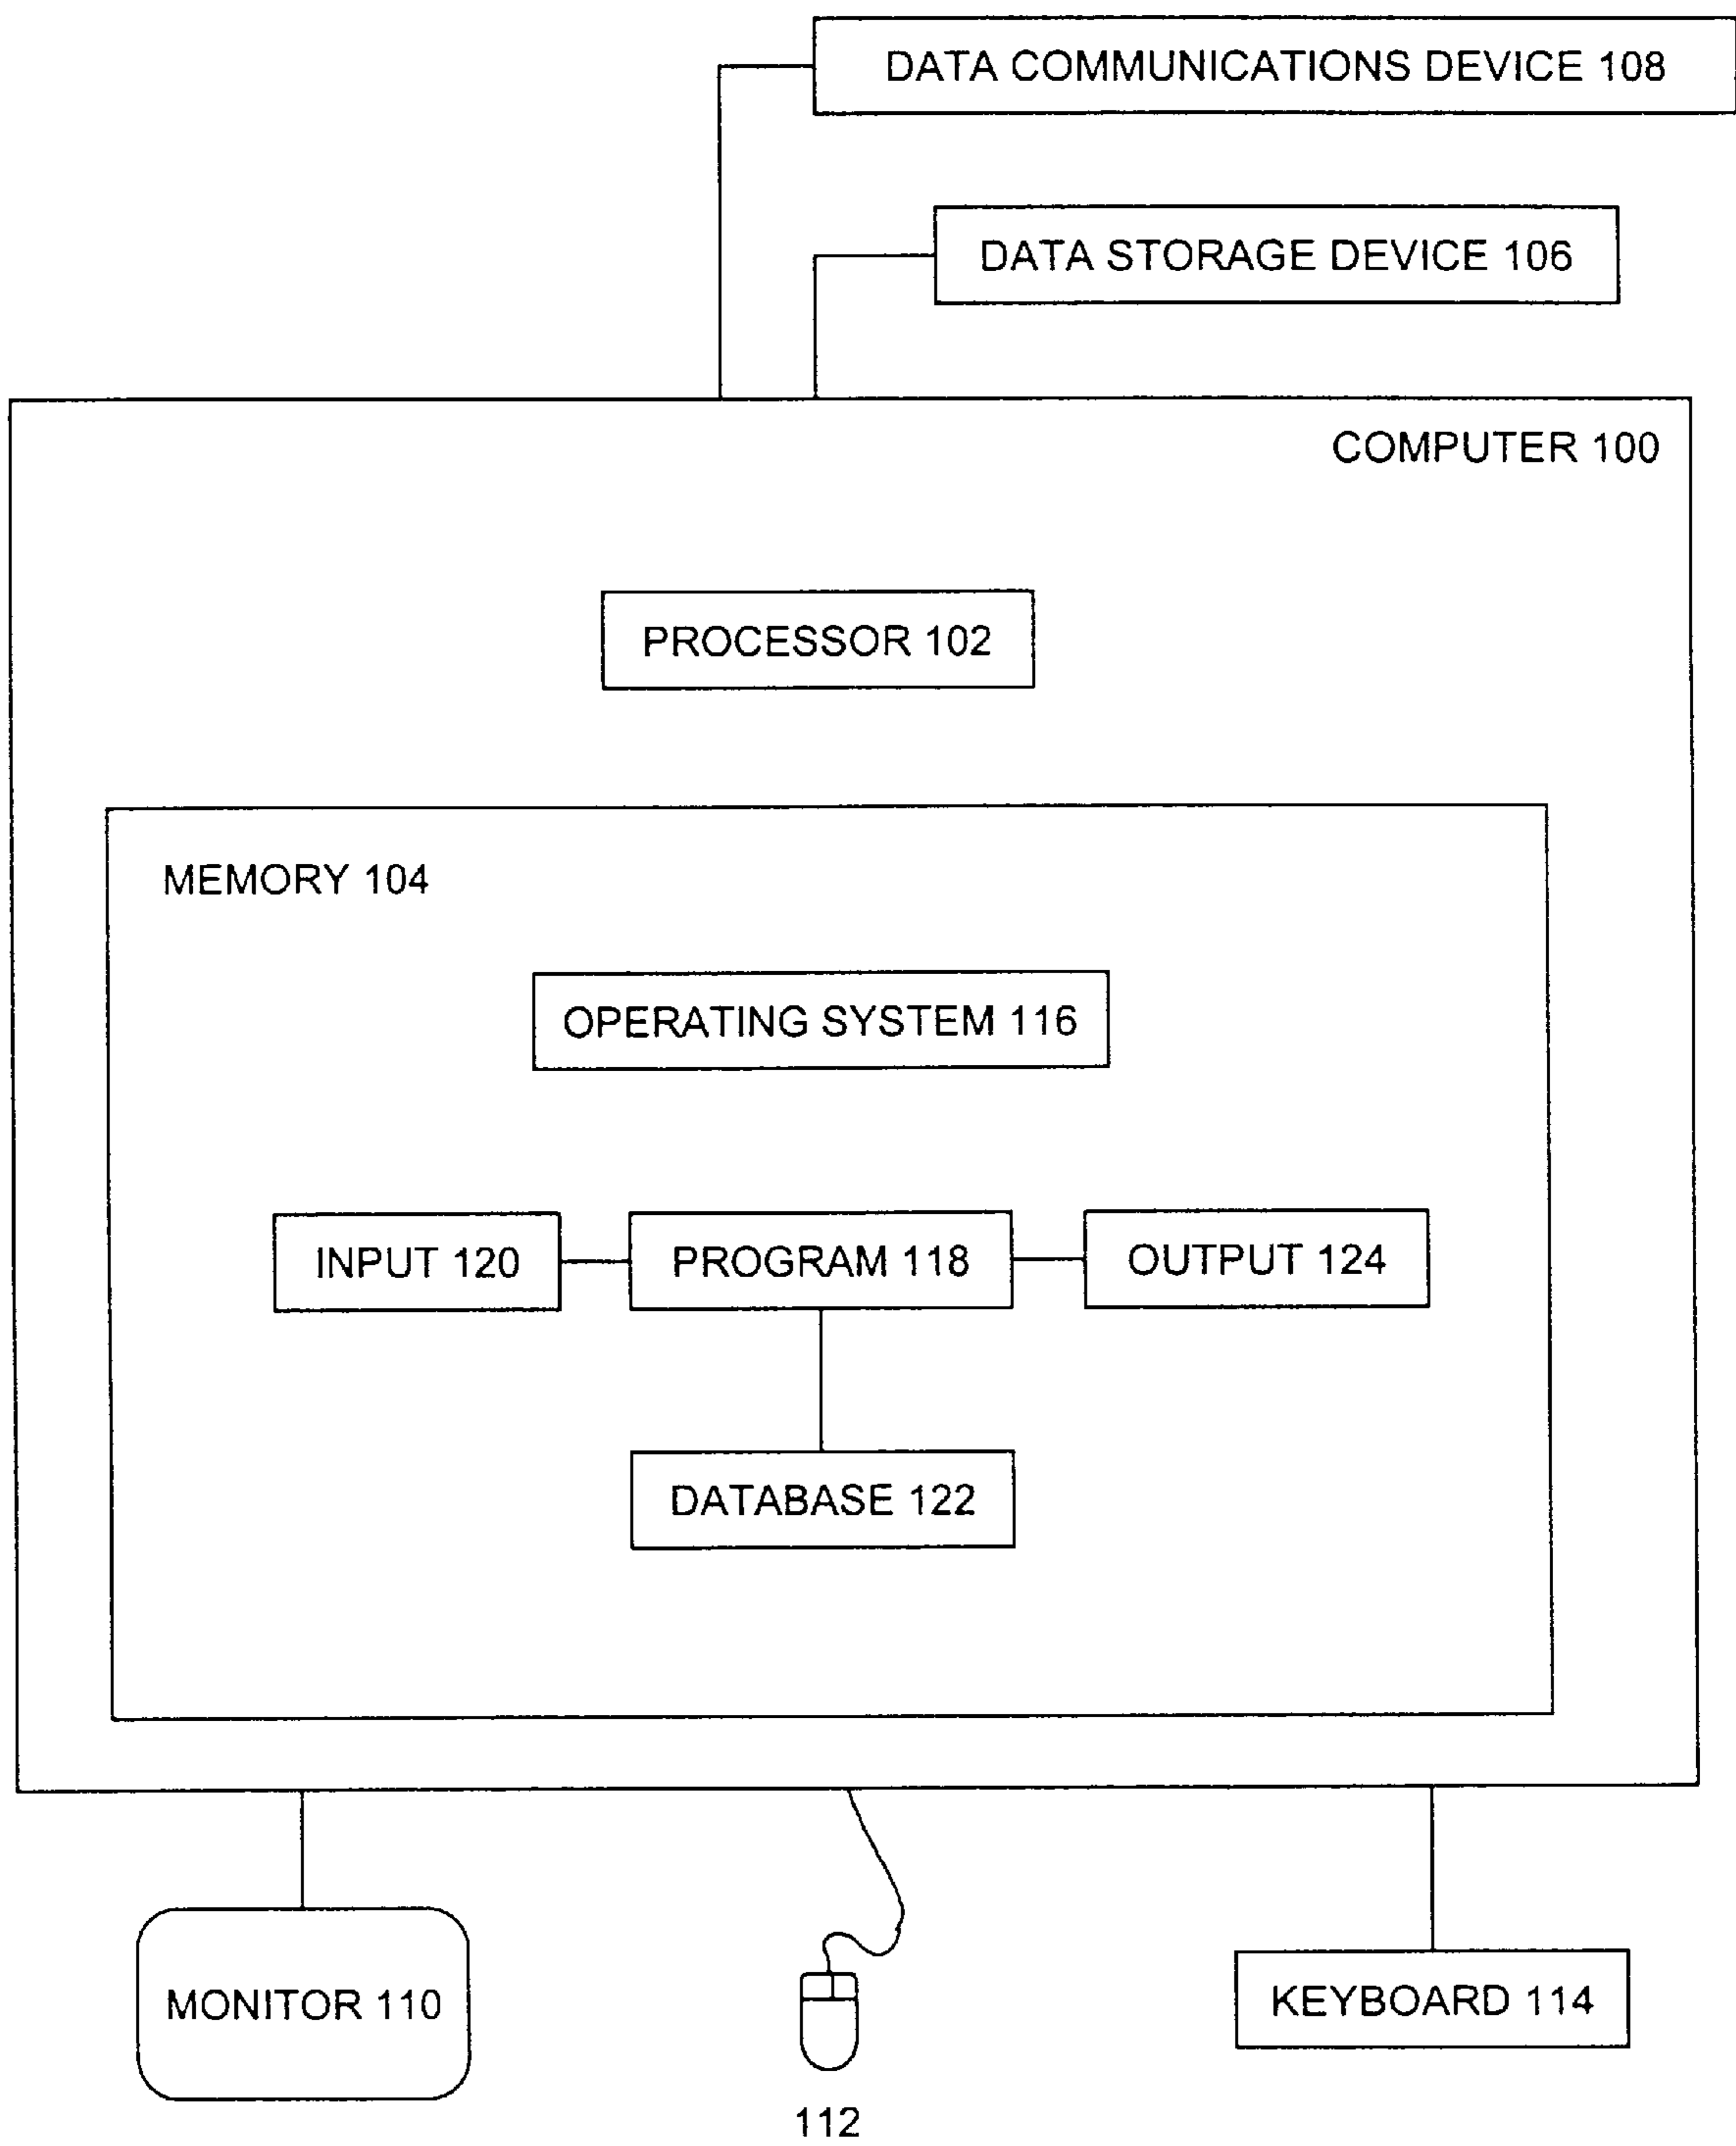 DATA COMMUNICATIONS DEVICE 108
DATA STORAGE DEVICE 106
COMPUTER 100
PROCESSOR 102
MEMORY 104
OPERATING SYSTEM 116
INPUT 120
PROGRAM 118
OUTPUT 124
DATABASE 122
MONITOR 110
KEYBOARD 114
112